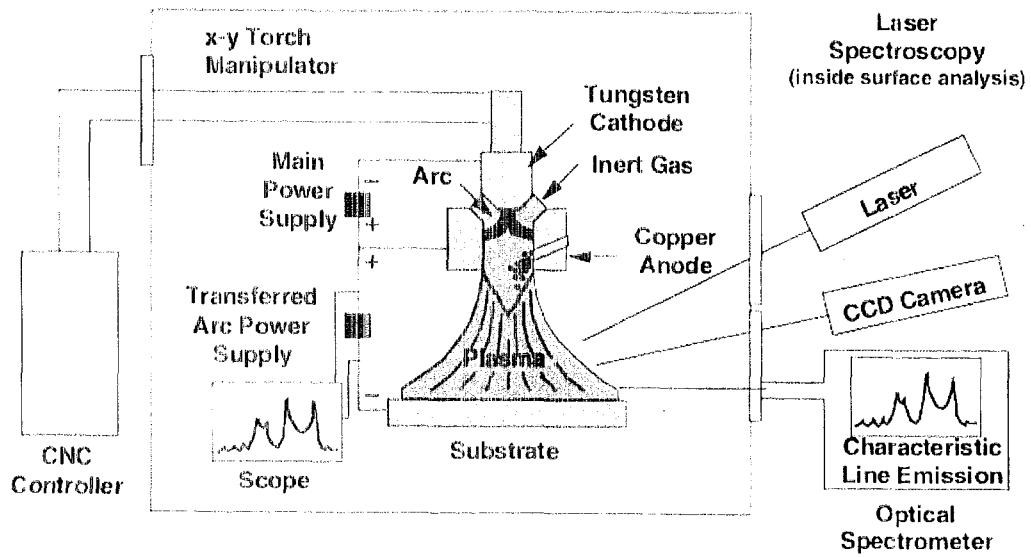 x-y Torch
Manipulator
Laser
Spectroscopy
(inside surface analysis)
Tungsten
Cathode
Main
Power
Supply
Arc
Inert Gas
Laser
Copper
Anode
Transferred
Arc Power
Supply
CCD Camera
Plasma
Substrate
Scope
CNC
Controller
Characteristic
Line Emission
Optical
Spectrometer